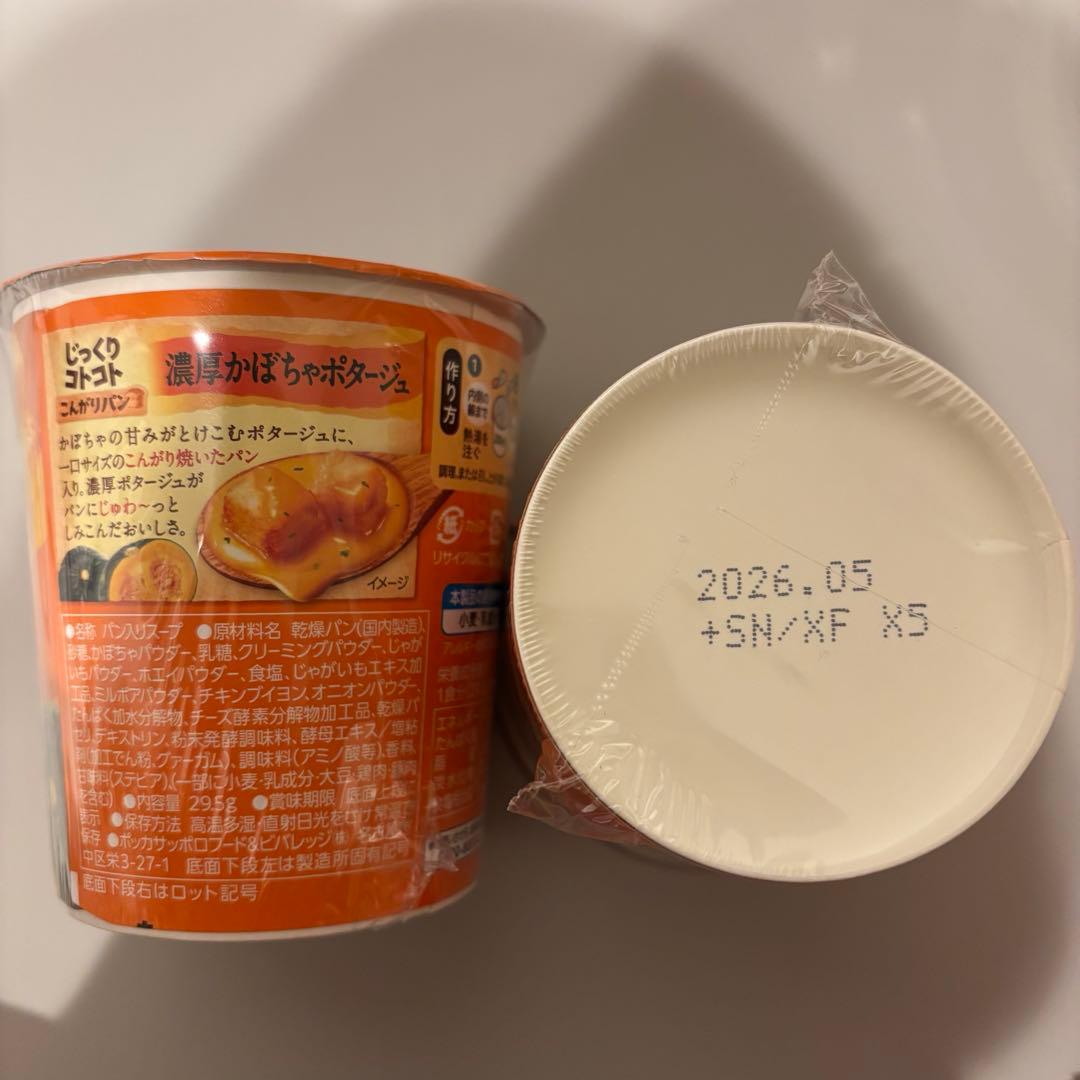 じっくり
コトコト
こんがりパン
濃厚かぼちゃポタージュ
かぼちゃの甘みがとけこむポタージュに、
一口サイズのこんがり焼いたパン
入り。濃厚ポタージュが
パンにじゅわ〜っと
しみこんだおいしさ。
イメージ
作り方
1
内側の
線まで
熱湯を
注ぐ
紙
リサイクル
●名称 パン入りスープ ●原材料名 乾燥パン(国内製造)、
かぼちゃパウダー、乳糖、クリーミングパウダー、じゃが
いもパウダー、ホエイパウダー、食塩、じゃがいもエキス加
工品、ミルポアパウダー、チキンブイヨン、オニオンパウダー、
たんぱく加水分解物、チーズ酵素分解物加工品、乾燥パ
セリ、デキストリン、粉末発酵調味料、酵母エキス/増粘
剤(加工でん粉、グァーガム)、調味料(アミノ酸等)、香料、
甘味料(ステビア)、(一部に小麦・乳成分・大豆・鶏肉・豚肉
を含む) ●内容量 29.5g ●賞味期限 底面上段
表示 ●保存方法 高温多湿・直射日光をさけ常温で
保存 ●ポッカサッポロフード&ビバレッジ(株)
中区栄3-27-1 底面下段左は製造所固有記号
底面下段右はロット記号
2026.05
+SN/XF X5